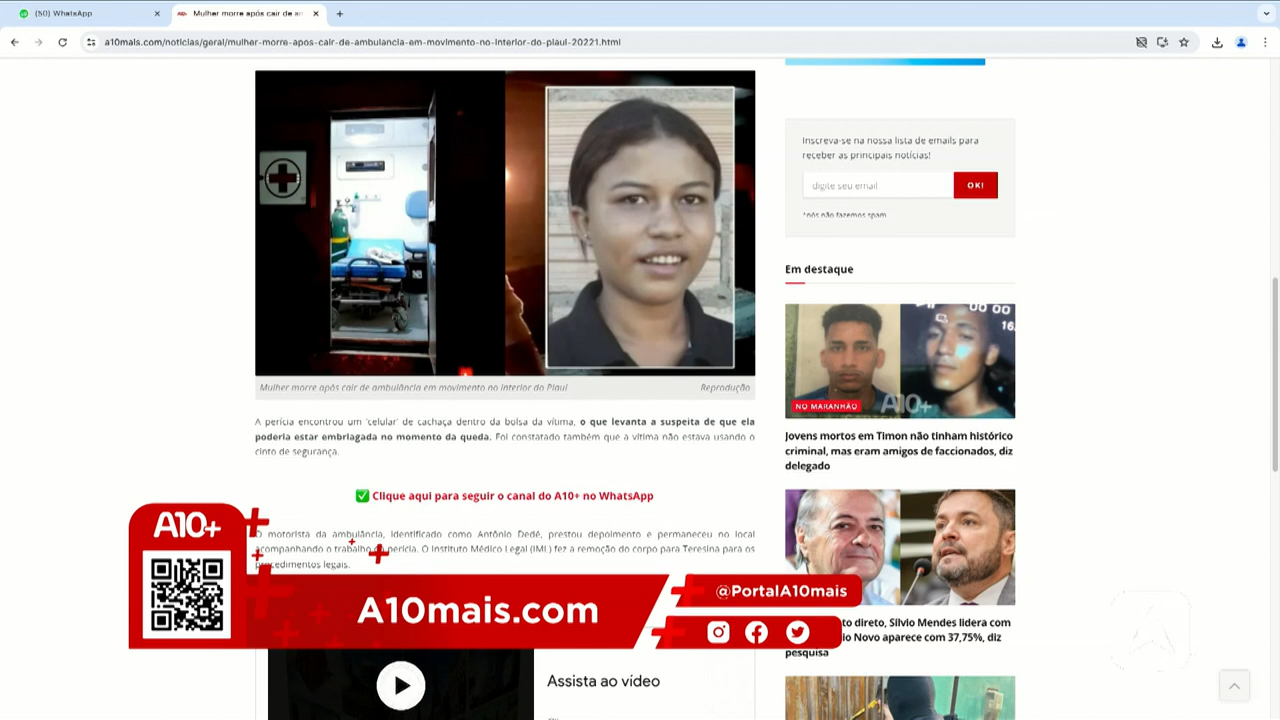 (50) WhatsApp
Mulher morre após cair de am
a10mais.com/noticias/geral/mulher-morre-apos-cair-de-ambulancia-em-movimento-no-interior-do-piaui-20221.html
Mulher morre após cair de ambulância em movimento no interior do Piauí
Reprodução
A perícia encontrou um 'celular' de cachaça dentro da bolsa da vítima, o que levanta a suspeita de que ela
poderia estar embriagada no momento da queda. Foi constatado também que a vítima não estava usando o
cinto de segurança.
✅ Clique aqui para seguir o canal do A10+ no WhatsApp
O motorista da ambulância, identificado como Antônio Dedé, prestou depoimento e permaneceu no local
acompanhando o trabalho da perícia. O Instituto Médico Legal (IML) fez a remoção do corpo para Teresina para os
procedimentos legais.
Assista ao vídeo
Inscreva-se na nossa lista de emails para
receber as principais notícias!
digite seu email
OK!
*nós não fazemos spam
Em destaque
00 00
16
A10+
NO MARANHÃO
Jovens mortos em Timon não tinham histórico
criminal, mas eram amigos de faccionados, diz
delegado
to direto, Sílvio Mendes lidera com
io Novo aparece com 37,75%, diz
pesquisa
A10+
A10mais.com
@PortalA10mais